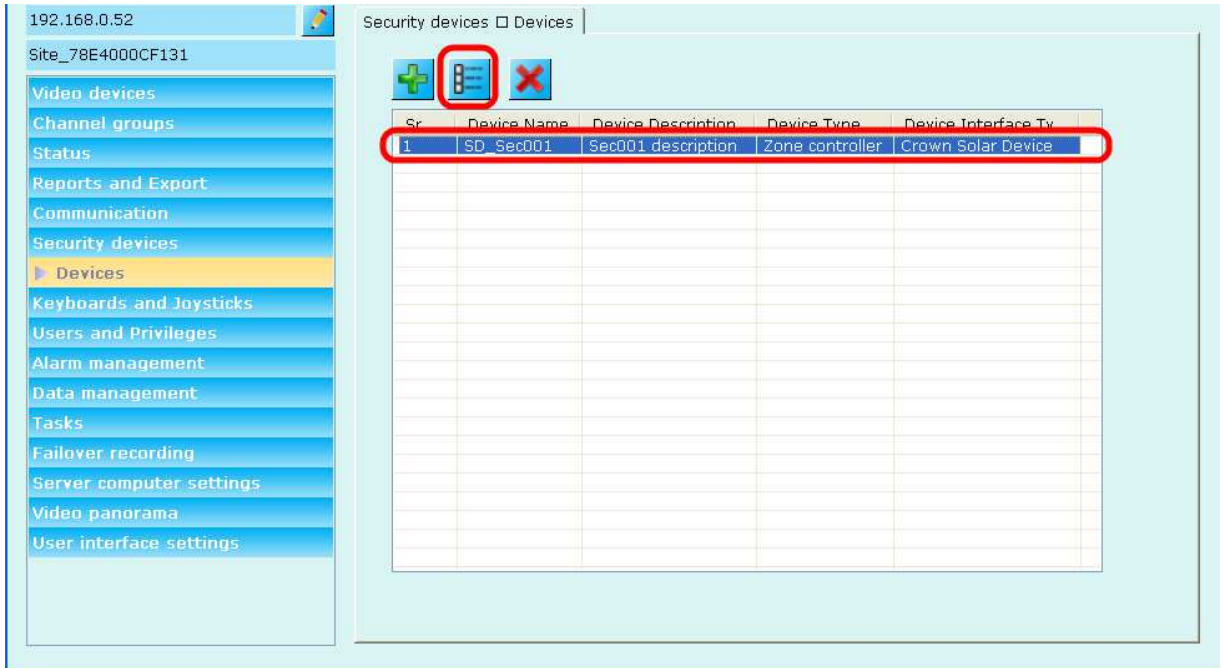 192.168.0.52
Site_78E4000CF131
Video devices
Channel groups
Status
Reports and Export
Communication
Security devices
Devices
Keyboards and Joysticks
Users and Privileges
Alarm management
Data management
Tasks
Failover recording
Server computer settings
Video panorama
User interface settings
Security devices □ Devices
Sr Device Name Device Description Device Type Device Interface Ty
1 SD_Sec001 Sec001 description Zone controller Crown Solar Device